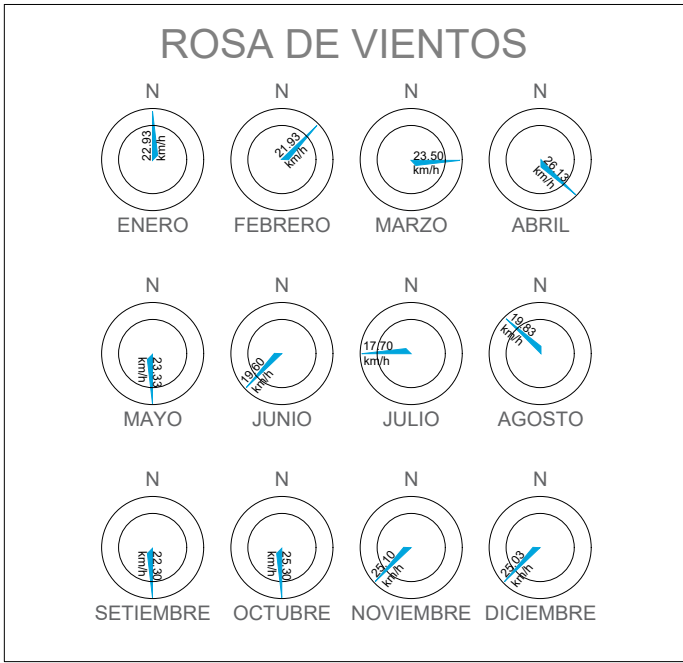 ROSA DE VIENTOS
N N N N
22.93 km/h
21.93 km/h
23.50 km/h
26.13 km/h
ENERO FEBRERO MARZO ABRIL
N N N N
23.33 km/h
19.60 km/h
17.70 km/h
19.83 km/h
MAYO JUNIO JULIO AGOSTO
N N N N
22.30 km/h
25.30 km/h
25.10 km/h
25.03 km/h
SETIEMBRE OCTUBRE NOVIEMBRE DICIEMBRE